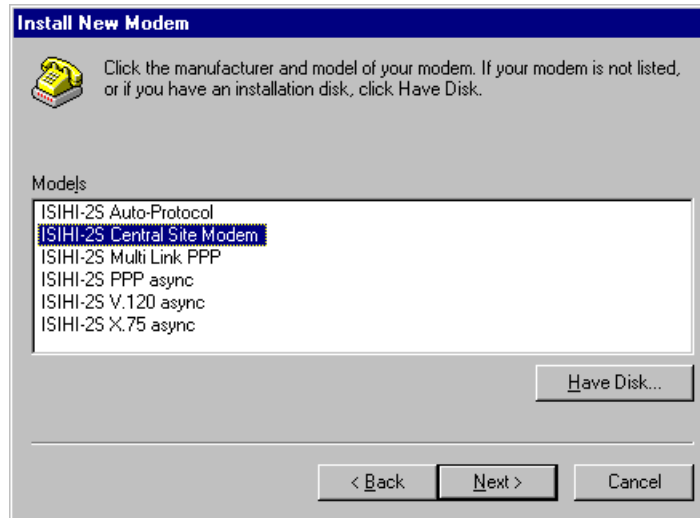 Install New Modem
Click the manufacturer and model of your modem. If your modem is not listed,
or if you have an installation disk, click Have Disk.
Models
ISIHI-2S Auto-Protocol
ISIHI-2S Central Site Modem
ISIHI-2S Multi Link PPP
ISIHI-2S PPP async
ISIHI-2S V.120 async
ISIHI-2S X.75 async
Have Disk...
< Back
Next >
Cancel